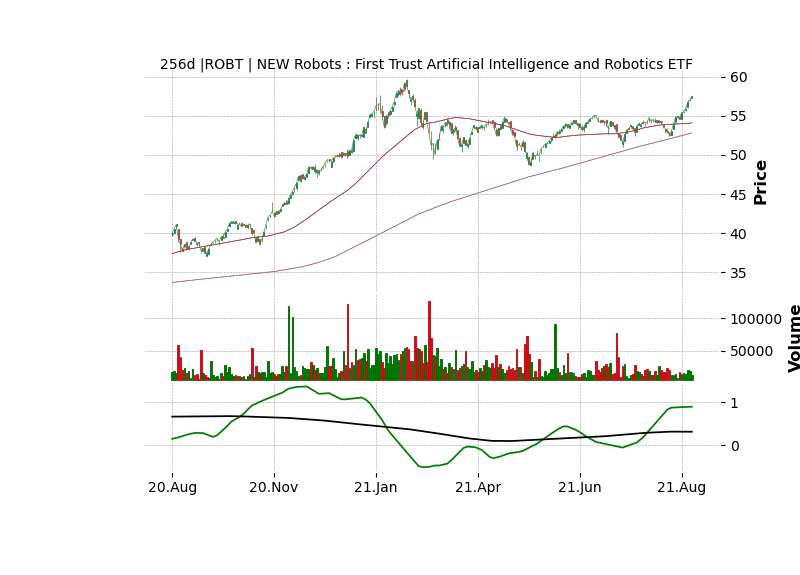 256d |ROBT | NEW Robots : First Trust Artificial Intelligence and Robotics ETF
60
55
50
45
40
35
Price
100000
50000
Volume
1
0
20.Aug 20.Nov 21.Jan 21.Apr 21.Jun 21.Aug